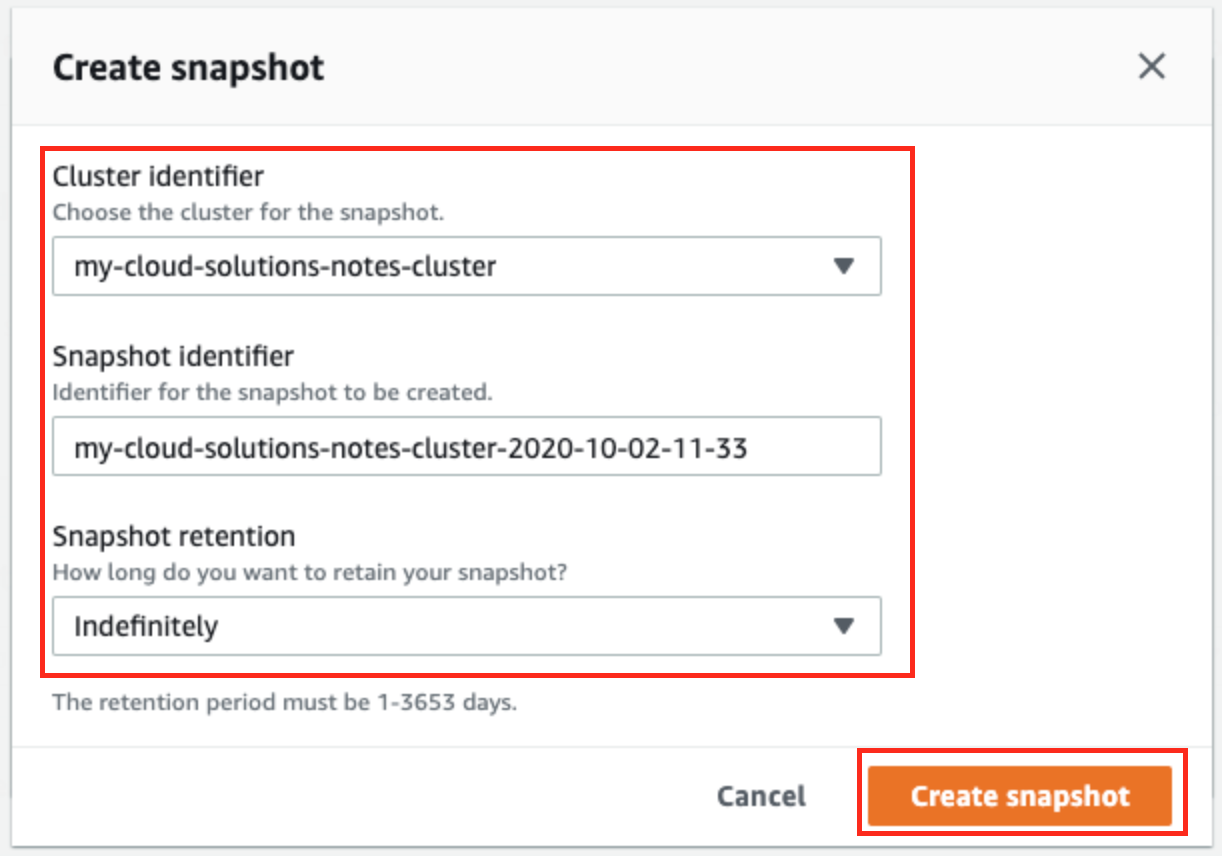 Create snapshot
Cluster identifier
Choose the cluster for the snapshot.
my-cloud-solutions-notes-cluster
Snapshot identifier
Identifier for the snapshot to be created.
my-cloud-solutions-notes-cluster-2020-10-02-11-33
Snapshot retention
How long do you want to retain your snapshot?
Indefinitely
The retention period must be 1-3653 days.
Cancel
Create snapshot